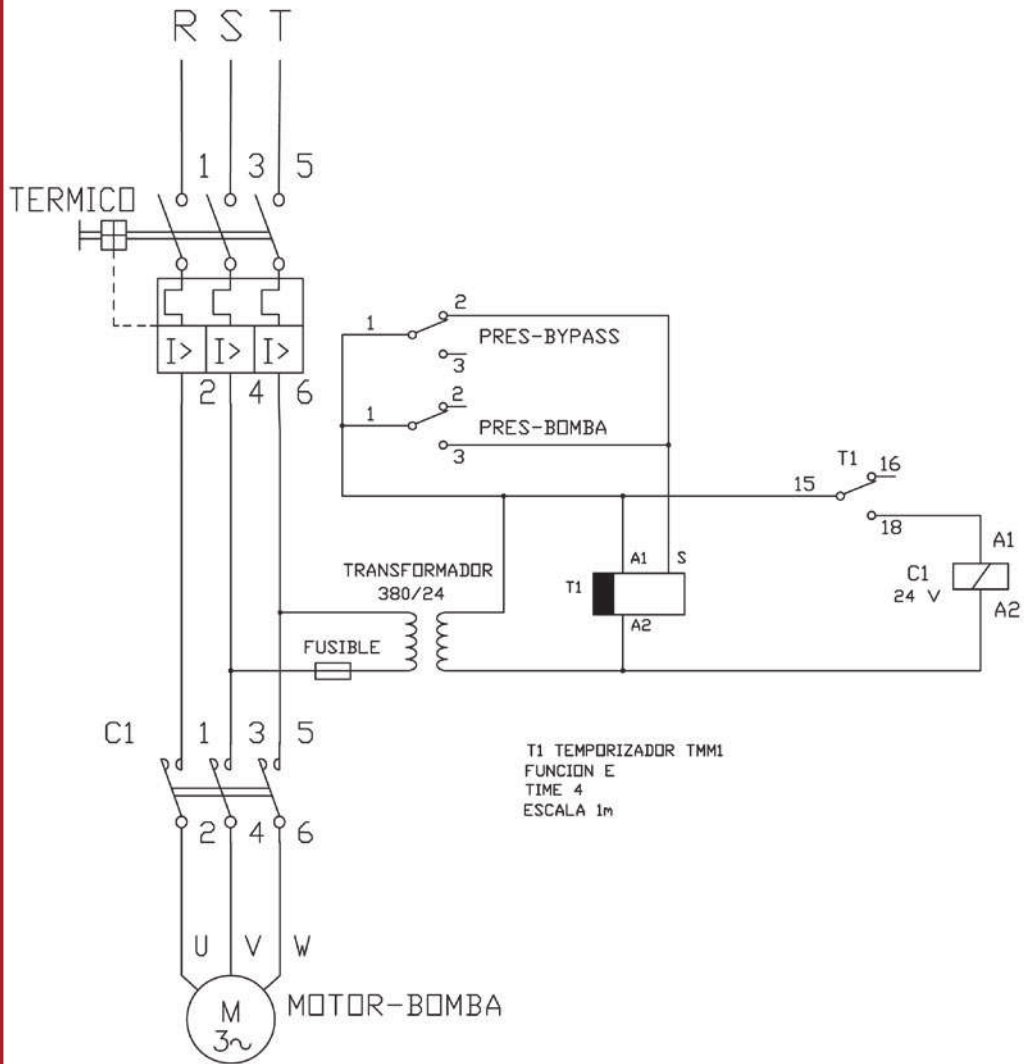 R S T
1 3 5
TERMICO
I> I> I>
2 4 6
1
2
PRES-BYPASS
3
1
2
PRES-BOMBA
3
T1
16
15
18
A1
C1
24 V
A2
TRANSFORMADOR
380/24
FUSIBLE
A1 S
T1
A2
C1
1 3 5
2 4 6
T1 TEMPORIZADOR TMM1
FUNCION E
TIME 4
ESCALA 1m
U V W
M
3~
MOTOR-BOMBA